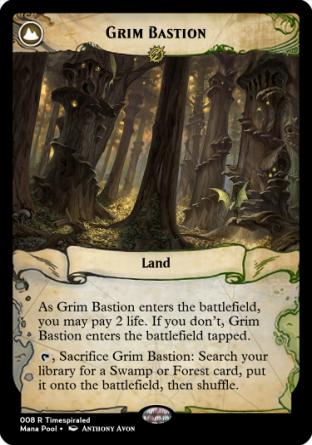 GRIM BASTION
Land
As Grim Bastion enters the battlefield,
you may pay 2 life. If you don't, Grim
Bastion enters the battlefield tapped.
, Sacrifice Grim Bastion: Search your
library for a Swamp or Forest card, put
it onto the battlefield, then shuffle.
008 R Timespiraled
Mana Pool • ANTHONY AVON